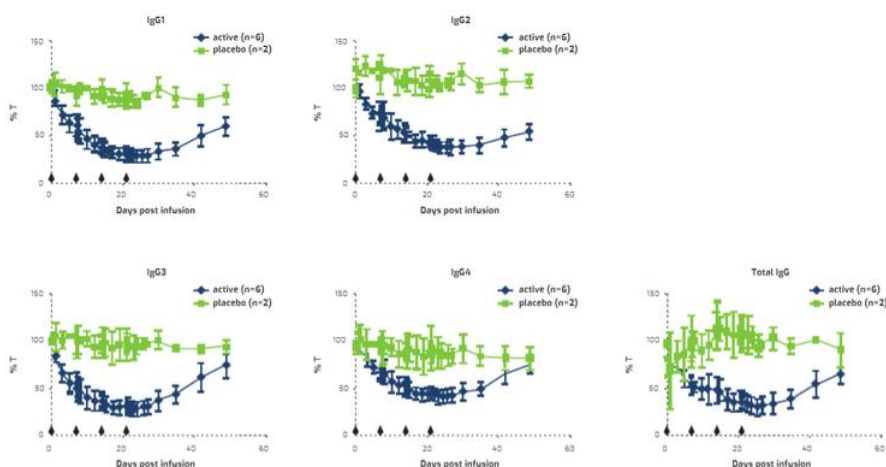 IgG1
150
100
50
0
% T
active (n=6)
placebo (n=2)
0
20
40
60
Days post infusion
IgG2
150
100
50
0
% T
active (n=6)
placebo (n=2)
0
20
40
60
Days post infusion
IgG3
150
100
50
0
% T
active (n=6)
placebo (n=2)
0
20
40
60
Days post infusion
IgG4
150
100
50
0
% T
active (n=6)
placebo (n=2)
0
20
40
60
Days post infusion
Total IgG
150
100
50
0
% T
active (n=6)
placebo (n=2)
0
20
40
60
Days post infusion